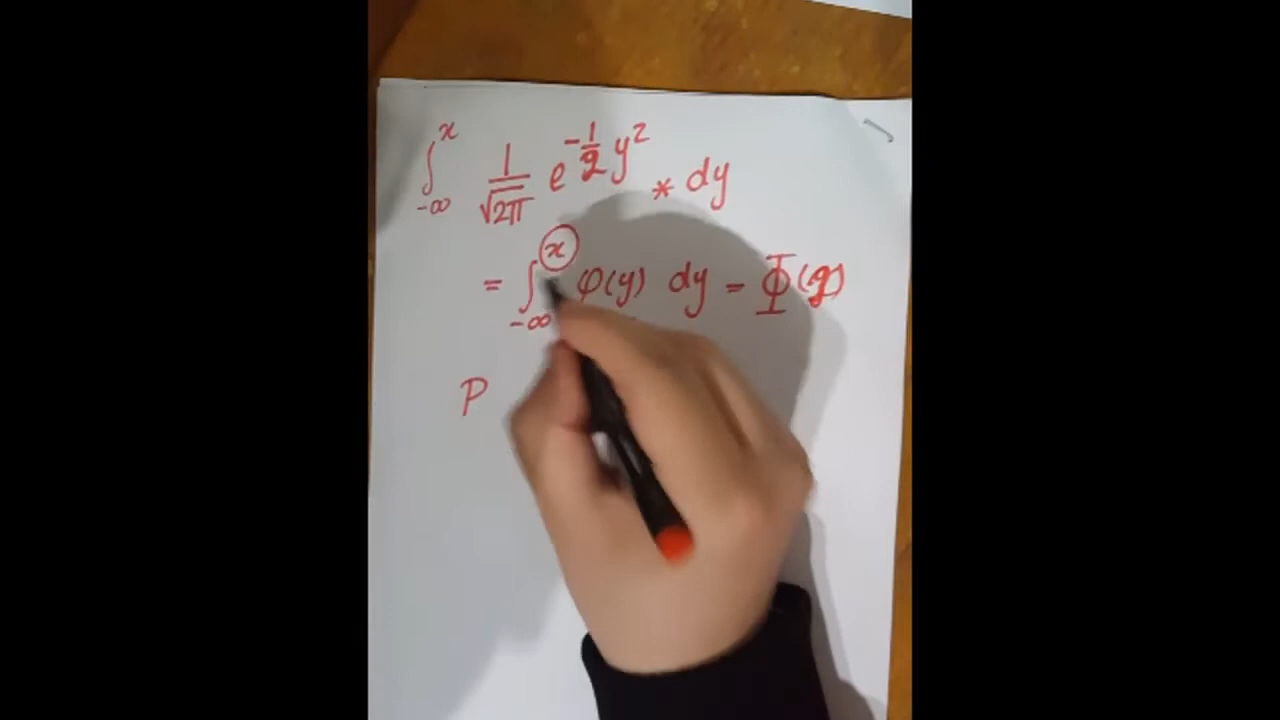 ∫_{-∞}^{x} 1/√2π e^{-1/2 y²} * dy
= ∫_{-∞}^{x} φ(y) dy = Φ(y)
P